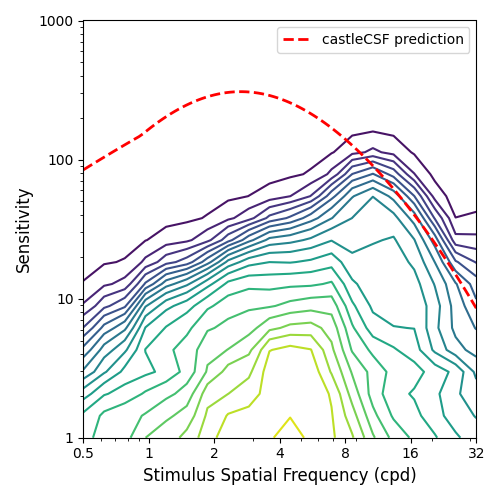 1000
castleCSF prediction
100
Sensitivity
10
1
0.5 1 2 4 8 16 32
Stimulus Spatial Frequency (cpd)